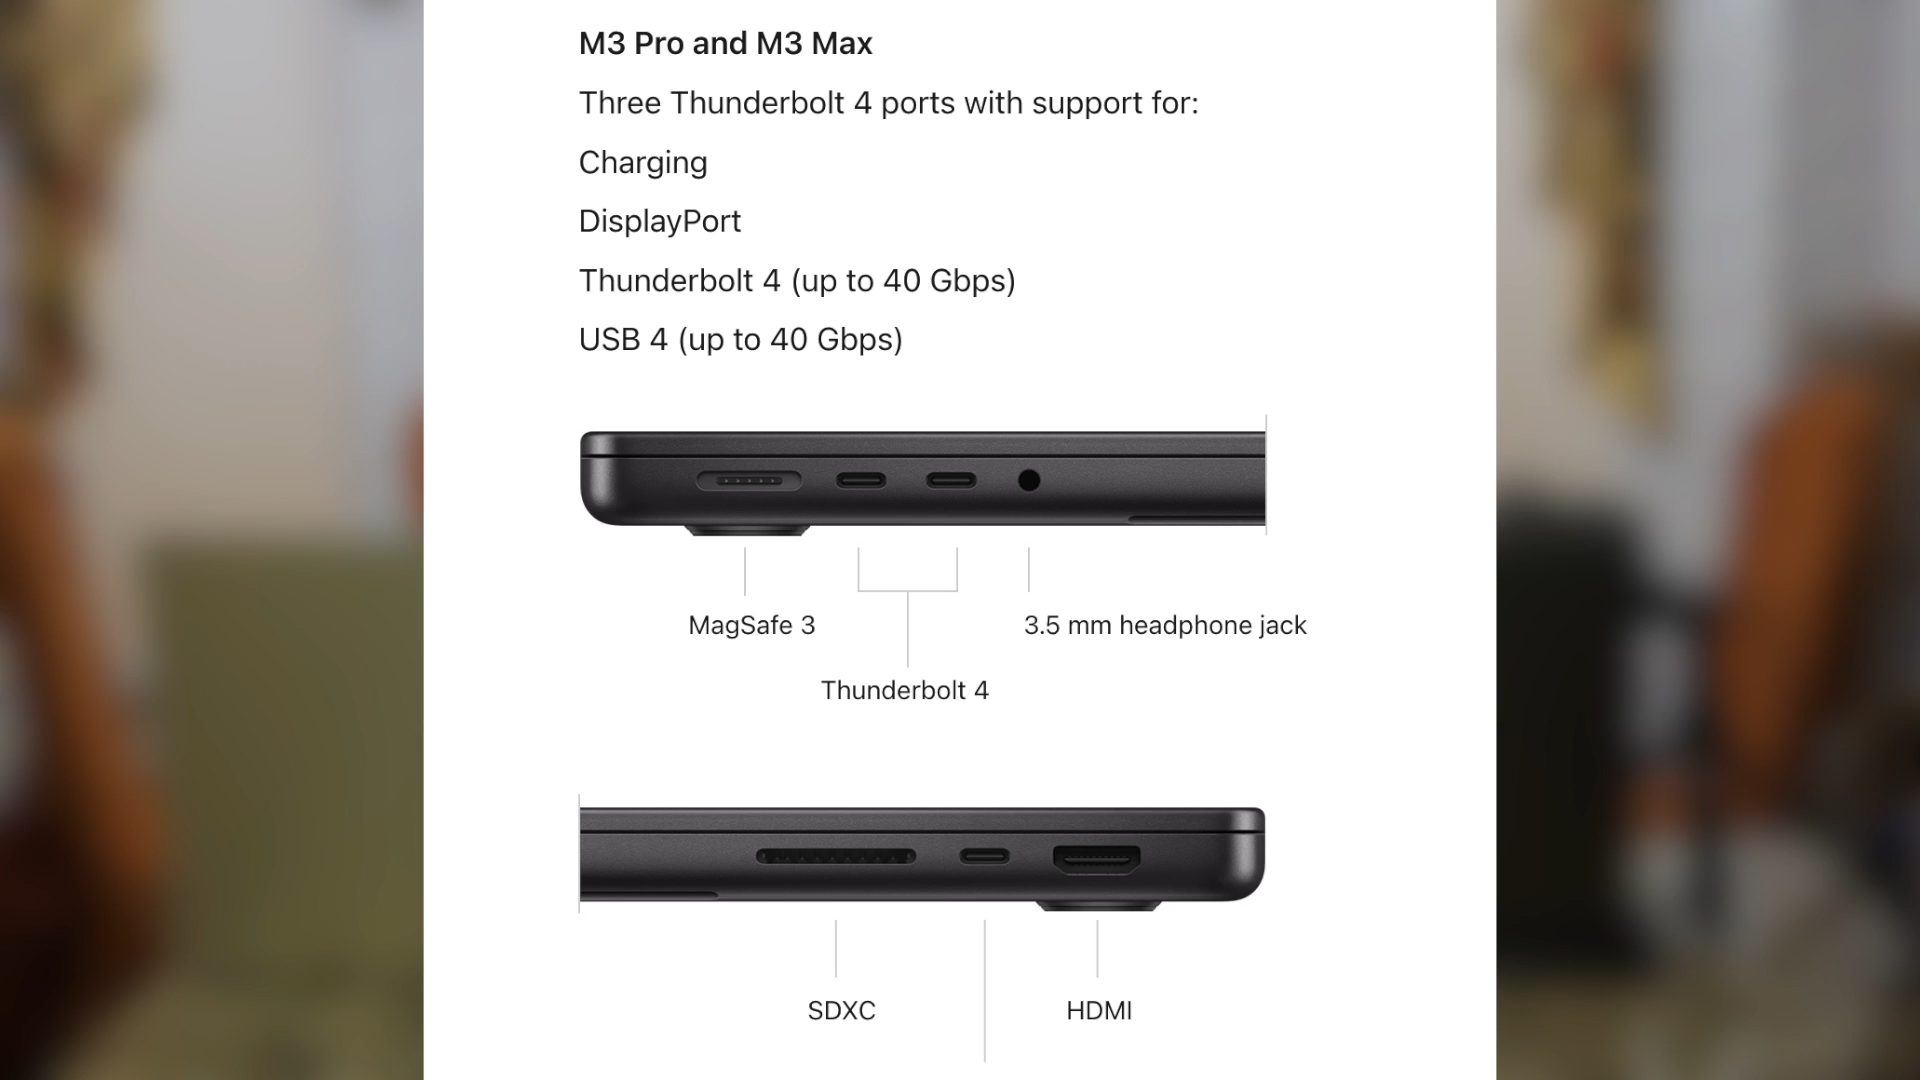 M3 Pro and M3 Max
Three Thunderbolt 4 ports with support for:
Charging
DisplayPort
Thunderbolt 4 (up to 40 Gbps)
USB 4 (up to 40 Gbps)
MagSafe 3
3.5 mm headphone jack
Thunderbolt 4
SDXC
HDMI